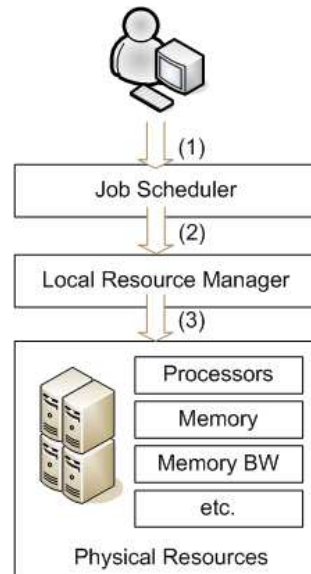 (1)
Job Scheduler
(2)
Local Resource Manager
(3)
Processors
Memory
Memory BW
etc.
Physical Resources